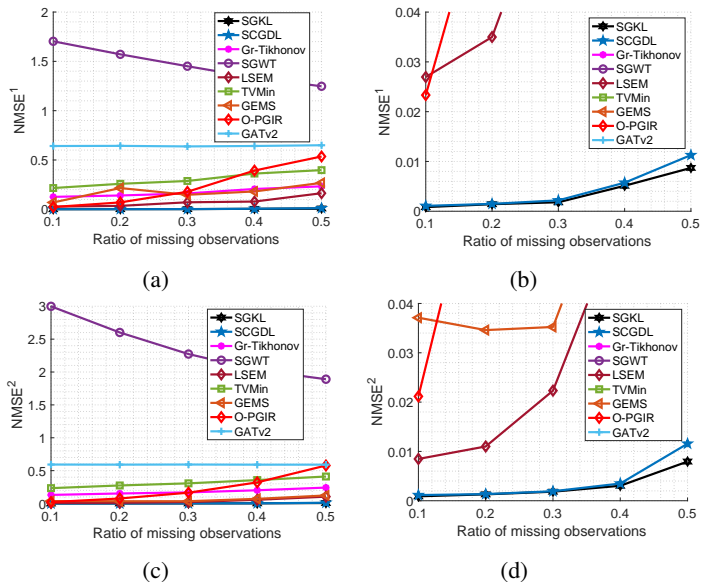 2
1.5
1
0.5
0
NMSE1
0.1 0.2 0.3 0.4 0.5
Ratio of missing observations
SGKL
SCGDL
Gr-Tikhonov
SGWT
LSEM
TVMin
GEMS
O-PGIR
GATv2
(a)
0.04
0.03
0.02
0.01
0
NMSE1
0.1 0.2 0.3 0.4 0.5
Ratio of missing observations
SGKL
SCGDL
Gr-Tikhonov
SGWT
LSEM
TVMin
GEMS
O-PGIR
GATv2
(b)
3
2.5
2
1.5
1
0.5
0
NMSE2
0.1 0.2 0.3 0.4 0.5
Ratio of missing observations
SGKL
SCGDL
Gr-Tikhonov
SGWT
LSEM
TVMin
GEMS
O-PGIR
GATv2
(c)
0.04
0.03
0.02
0.01
0
NMSE2
0.1 0.2 0.3 0.4 0.5
Ratio of missing observations
SGKL
SCGDL
Gr-Tikhonov
SGWT
LSEM
TVMin
GEMS
O-PGIR
GATv2
(d)